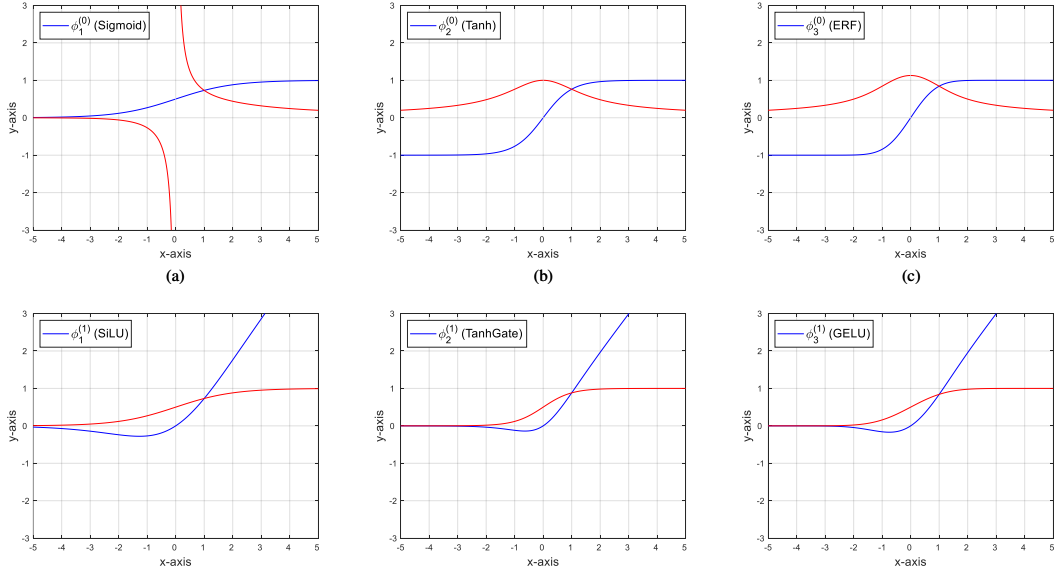 ϕ₁⁽⁰⁾ (Sigmoid)
3
2
1
0
-1
-2
-3
y-axis
-5 -4 -3 -2 -1 0 1 2 3 4 5
x-axis
(a)
ϕ₂⁽⁰⁾ (Tanh)
3
2
1
0
-1
-2
-3
y-axis
-5 -4 -3 -2 -1 0 1 2 3 4 5
x-axis
(b)
ϕ₃⁽⁰⁾ (ERF)
3
2
1
0
-1
-2
-3
y-axis
-5 -4 -3 -2 -1 0 1 2 3 4 5
x-axis
(c)
ϕ₁⁽¹⁾ (SiLU)
3
2
1
0
-1
-2
-3
y-axis
-5 -4 -3 -2 -1 0 1 2 3 4 5
x-axis
ϕ₂⁽¹⁾ (TanhGate)
3
2
1
0
-1
-2
-3
y-axis
-5 -4 -3 -2 -1 0 1 2 3 4 5
x-axis
ϕ₃⁽¹⁾ (GELU)
3
2
1
0
-1
-2
-3
y-axis
-5 -4 -3 -2 -1 0 1 2 3 4 5
x-axis